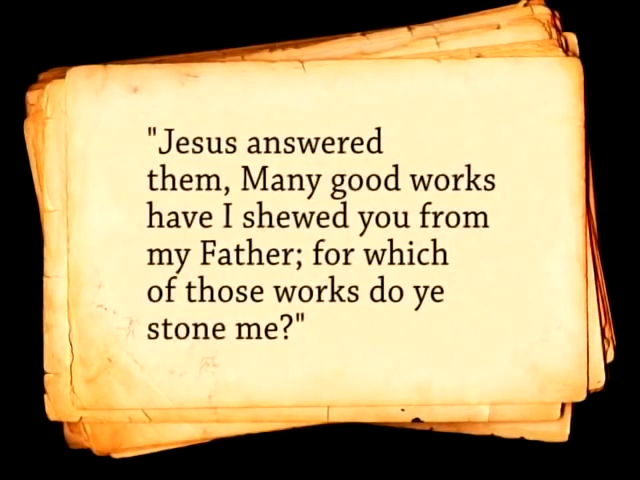 "Jesus answered
them, Many good works
have I shewed you from
my Father; for which
of those works do ye
stone me?"